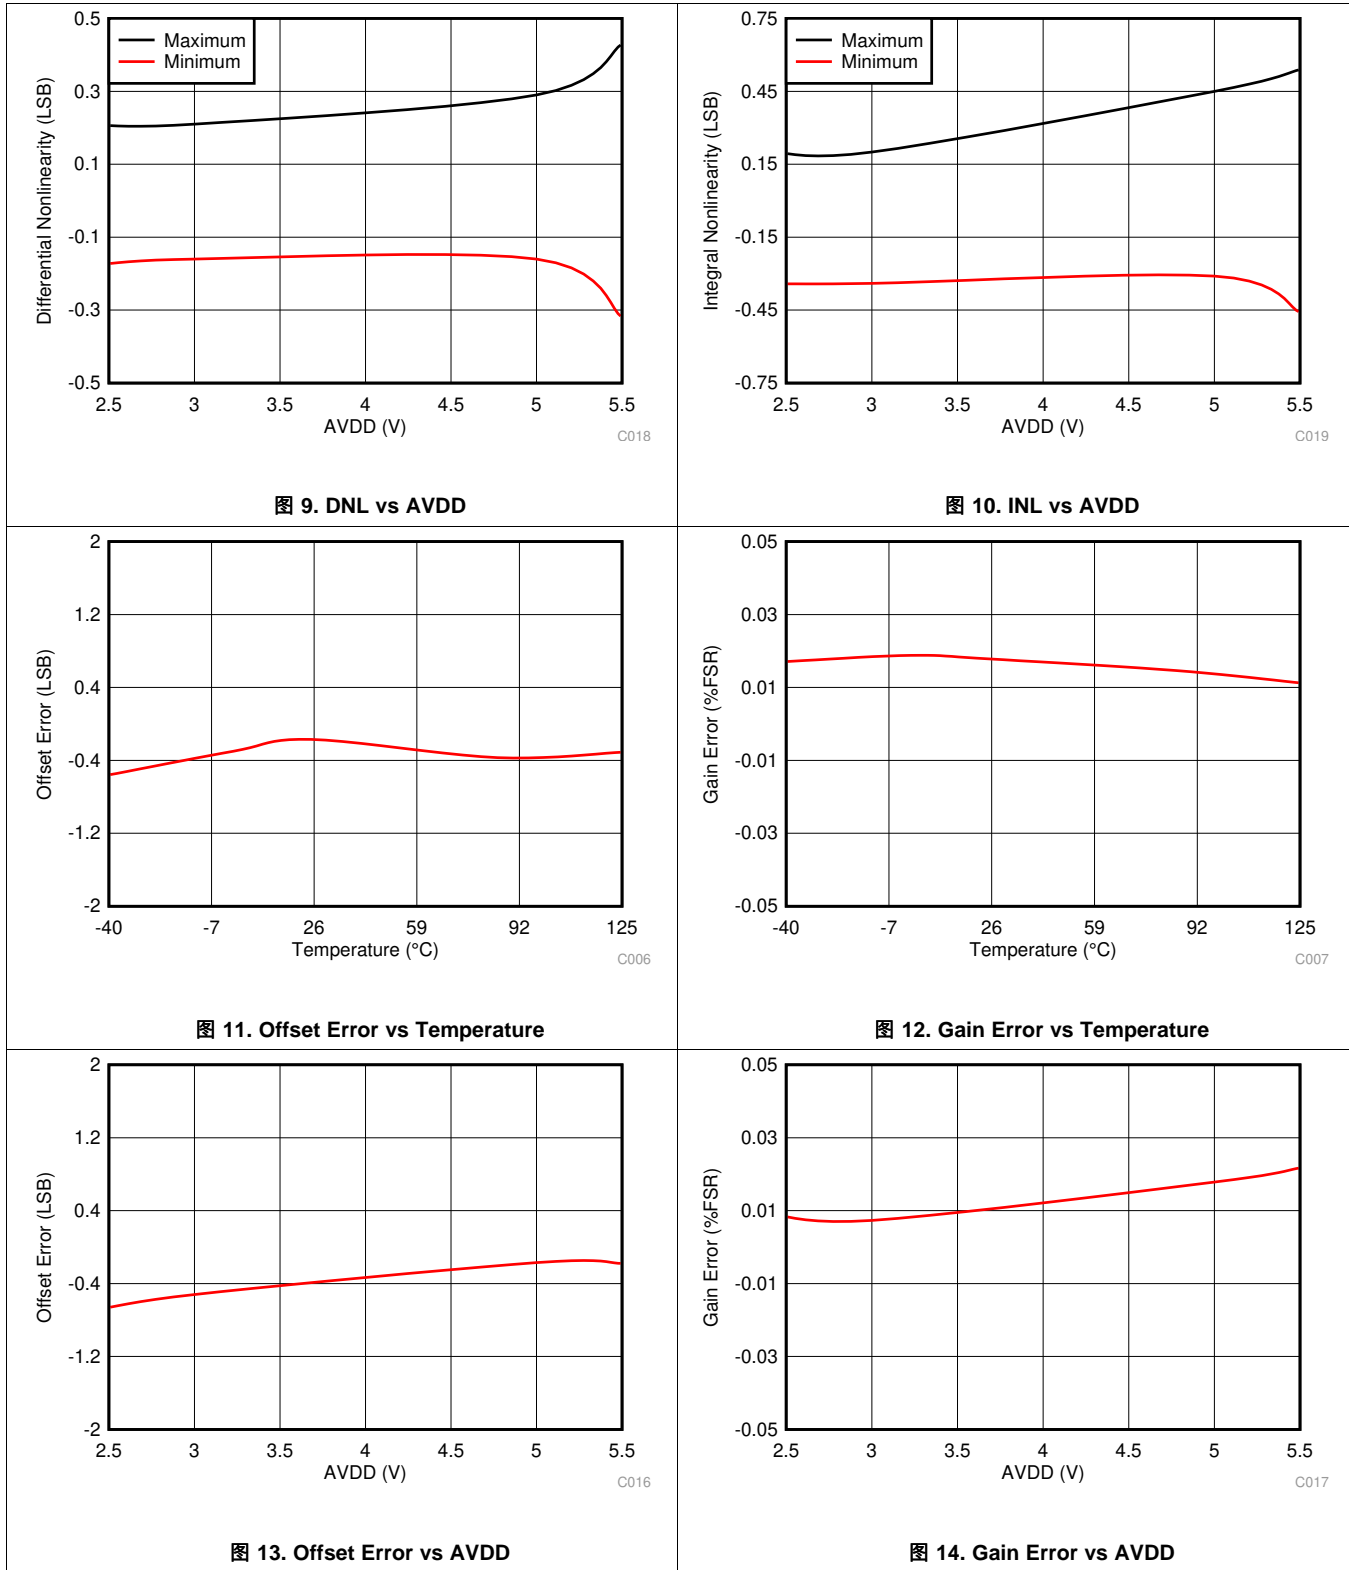 0.5
0.3
0.1
-0.1
-0.3
-0.5
Differential Nonlinearity (LSB)
Maximum
Minimum
2.5 3 3.5 4 4.5 5 5.5
AVDD (V)
C018
图 9. DNL vs AVDD
0.75
0.45
0.15
-0.15
-0.45
-0.75
Integral Nonlinearity (LSB)
Maximum
Minimum
2.5 3 3.5 4 4.5 5 5.5
AVDD (V)
C019
图 10. INL vs AVDD
2
1.2
0.4
-0.4
-1.2
-2
Offset Error (LSB)
-40 -7 26 59 92 125
Temperature (°C)
C006
图 11. Offset Error vs Temperature
0.05
0.03
0.01
-0.01
-0.03
-0.05
Gain Error (%FSR)
-40 -7 26 59 92 125
Temperature (°C)
C007
图 12. Gain Error vs Temperature
2
1.2
0.4
-0.4
-1.2
-2
Offset Error (LSB)
2.5 3 3.5 4 4.5 5 5.5
AVDD (V)
C016
图 13. Offset Error vs AVDD
0.05
0.03
0.01
-0.01
-0.03
-0.05
Gain Error (%FSR)
2.5 3 3.5 4 4.5 5 5.5
AVDD (V)
C017
图 14. Gain Error vs AVDD